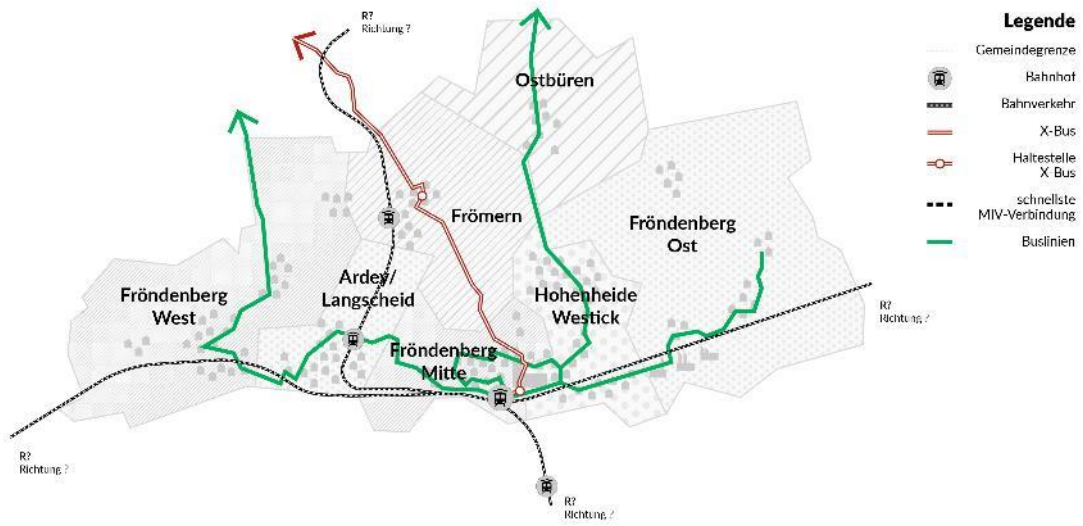 R?
Richtung ?
Ostbüren
Frömern
Fröndenberg
Ost
Ardey/
Langscheid
Fröndenberg
West
Hohenheide
Westick
Fröndenberg
Mitte
R?
Richtung ?
R?
Richtung ?
R?
Richtung ?
Legende
Gemeindegrenze
Bahnhof
Bahnverkehr
X-Bus
Haltestelle
X-Bus
schnellste
MIV-Verbindung
Buslinien